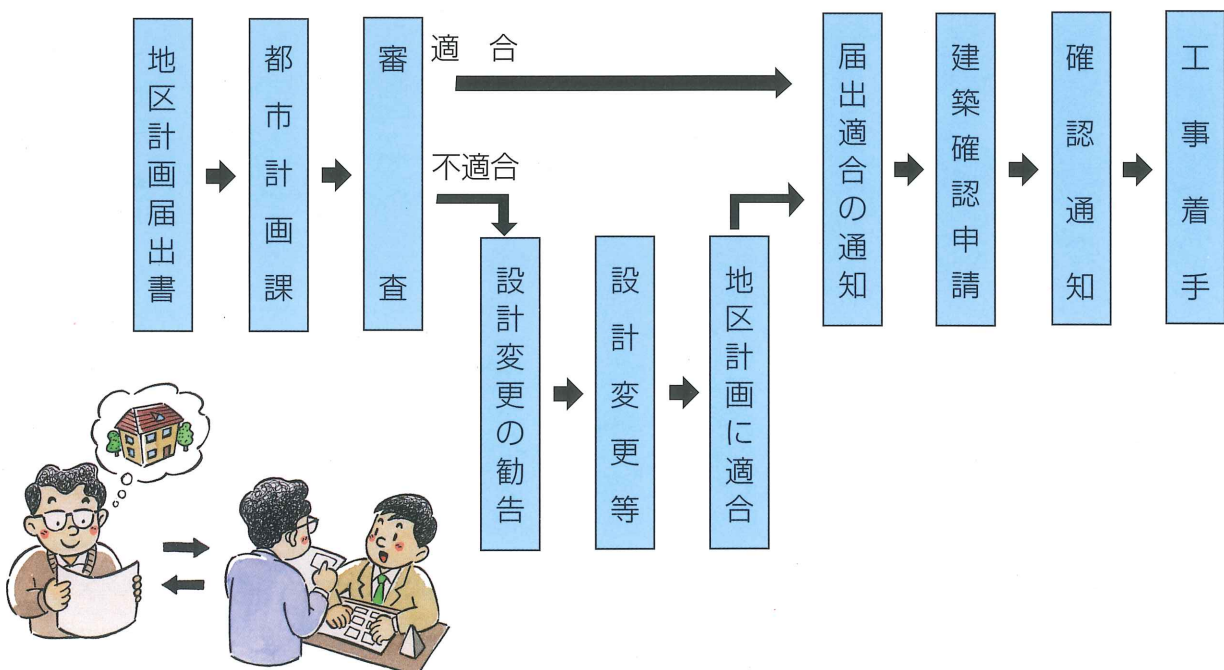 地区計画届出書
都市計画課
審査
適合
不適合
設計変更の勧告
設計変更等
地区計画に適合
届出適合の通知
建築確認申請
確認通知
工事着手